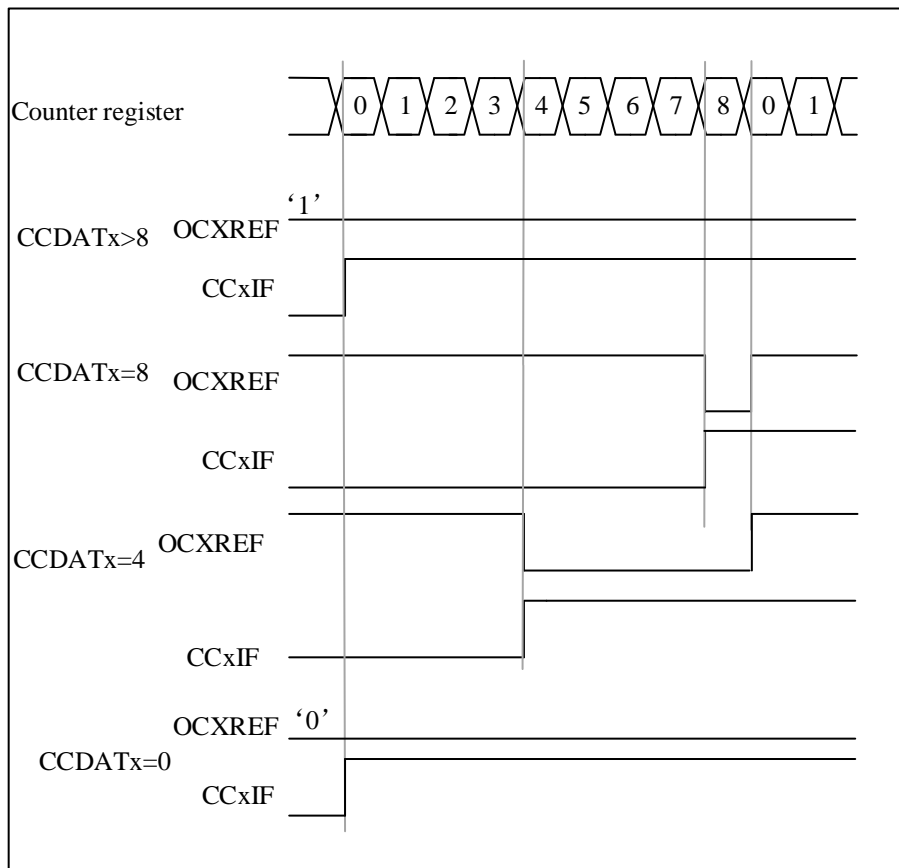 Counter register 0 1 2 3 4 5 6 7 8 0 1
‘1’
CCDATx>8 OCXREF
CCxIF
CCDATx=8 OCXREF
CCxIF
CCDATx=4 OCXREF
CCxIF
OCXREF ‘0’
CCDATx=0
CCxIF